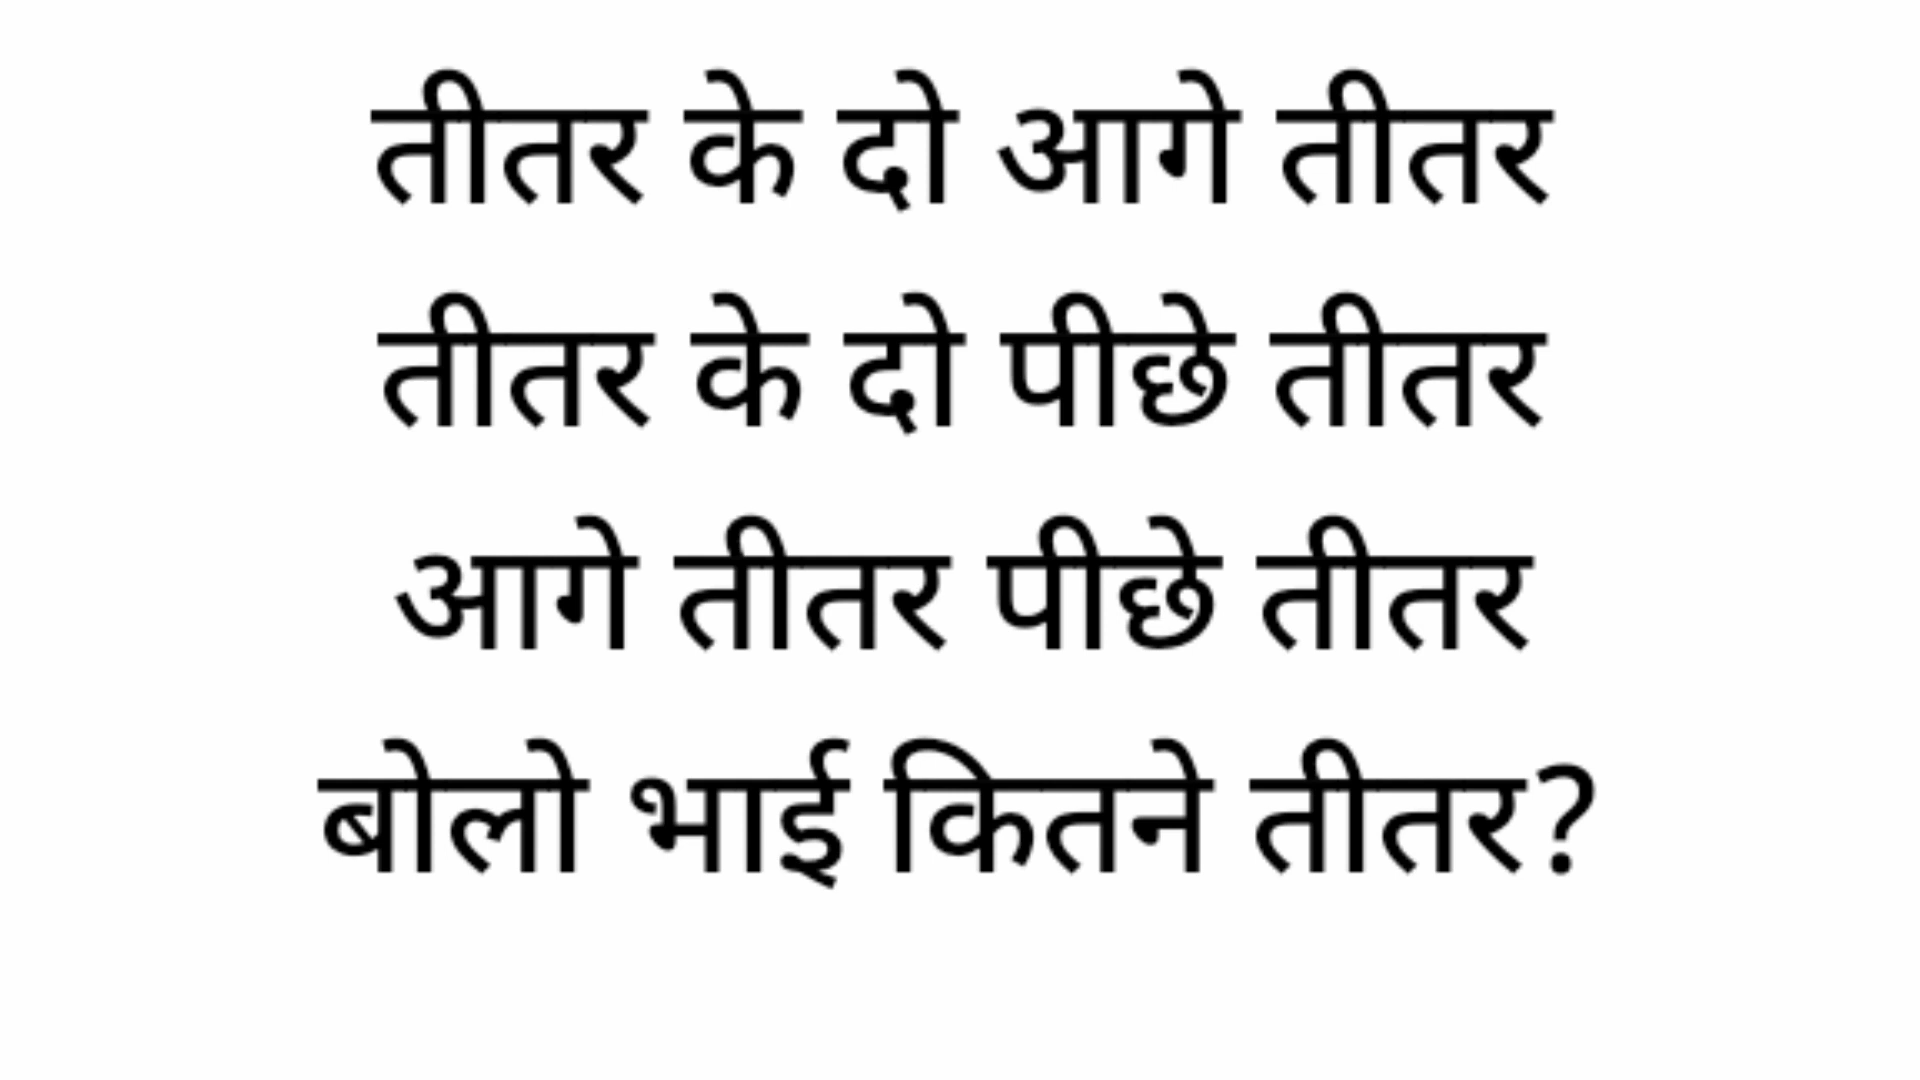 तीतर के दो आगे तीतर
तीतर के दो पीछे तीतर
आगे तीतर पीछे तीतर
बोलो भाई कितने तीतर?